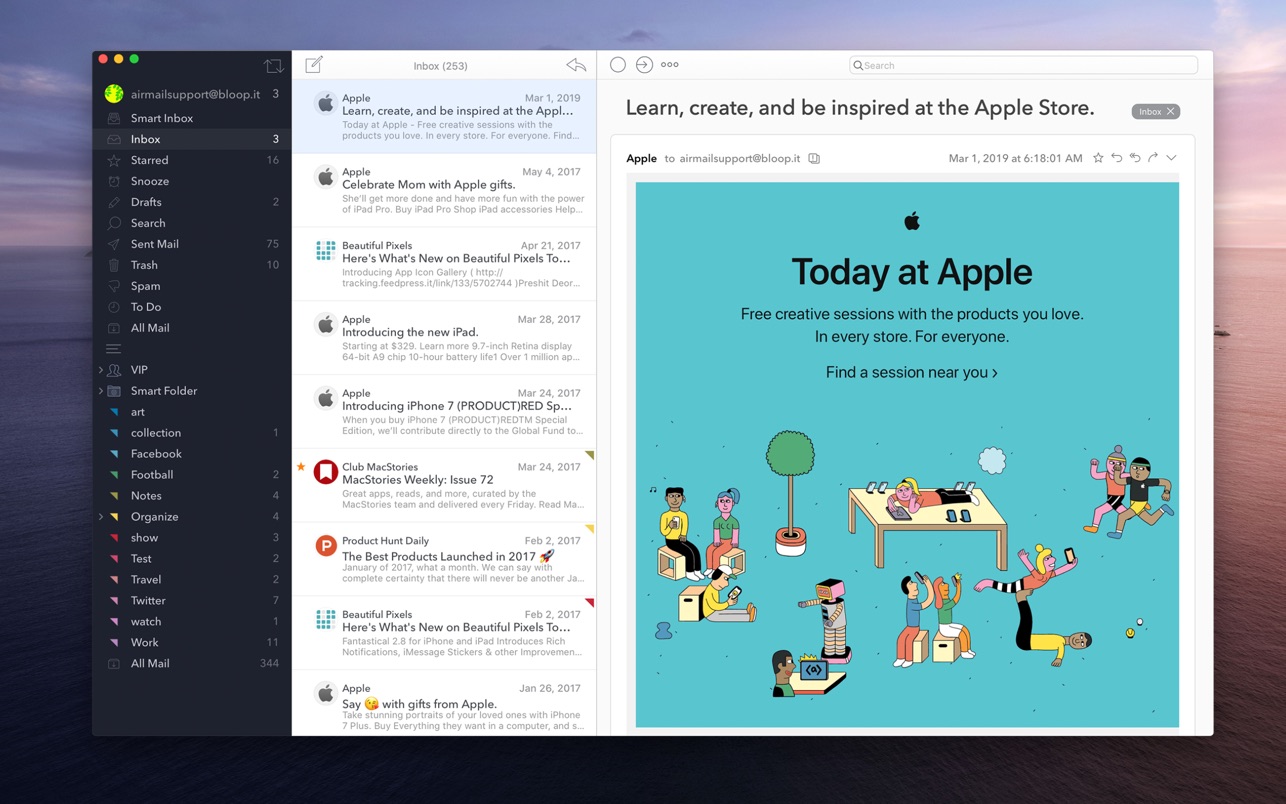 airmailsupport@bloop.it 3
Smart Inbox
Inbox 3
Starred 16
Snooze
Drafts 2
Search
Sent Mail 75
Trash 10
Spam
To Do
All Mail
VIP
Smart Folder
art
collection 1
Facebook
Football 2
Notes 4
Organize 4
show 3
Test 2
Travel 2
Twitter 7
watch 1
Work 11
All Mail 344
Inbox (253)
Apple Mar 1, 2019
Learn, create, and be inspired at the Appl...
Today at Apple - Free creative sessions with the
products you love. In every store. For everyone. Find...
Apple May 4, 2017
Celebrate Mom with Apple gifts.
She'll get more done and have more fun with the power
of iPad Pro. Buy iPad Pro Shop iPad accessories Help...
Beautiful Pixels Apr 21, 2017
Here's What's New on Beautiful Pixels To...
Introducing App Icon Gallery ( http://
tracking.feedpress.it/link/133/5702744 )Preshit Deor...
Apple Mar 28, 2017
Introducing the new iPad.
Starting at $329. Learn more 9.7-inch Retina display
64-bit A9 chip 10-hour battery life1 Over 1 million ap...
Apple Mar 24, 2017
Introducing iPhone 7 (PRODUCT)RED Sp...
When you buy iPhone 7 (PRODUCT)REDTM Special
Edition, we'll contribute directly to the Global Fund to...
Club MacStories Mar 24, 2017
MacStories Weekly: Issue 72
Great apps, reads, and more, curated by the
MacStories team and delivered every Friday. Read Ma...
Product Hunt Daily Feb 2, 2017
The Best Products Launched in 2017 🚀
January of 2017, what a month. We can say with
complete certainty that there will never be another Ja...
Beautiful Pixels Feb 2, 2017
Here's What's New on Beautiful Pixels To...
Fantastical 2.8 for iPhone and iPad Introduces Rich
Notifications, iMessage Stickers & other Improvemen...
Apple Jan 26, 2017
Say 😘 with gifts from Apple.
Take stunning portraits of your loved ones with iPhone
7 Plus. Buy Everything they want in a computer, and s...
Search
Learn, create, and be inspired at the Apple Store.
Inbox
Apple to airmailsupport@bloop.it
Mar 1, 2019 at 6:18:01 AM
Today at Apple
Free creative sessions with the products you love.
In every store. For everyone.
Find a session near you ›